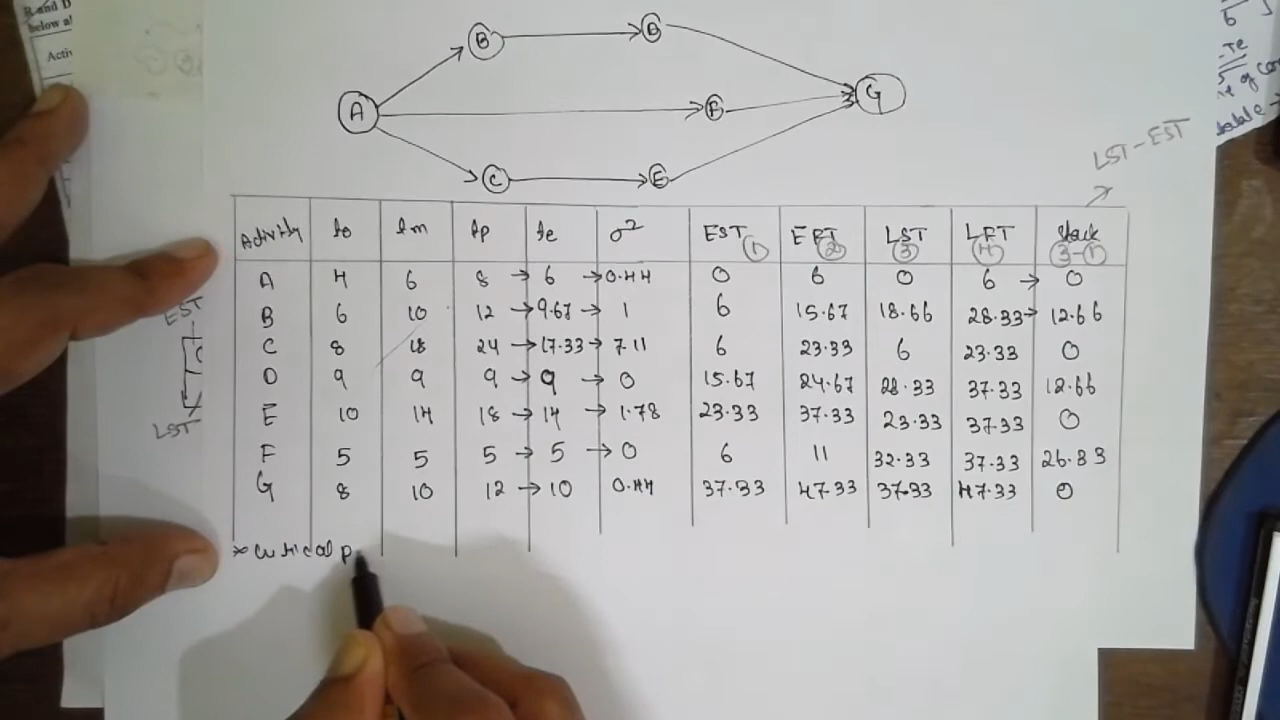 R and D
below al
Activ
B
D
A
F
G
C
E
LST-EST
Activity to tm tp te σ² EST ① EFT ② LST ③ LFT ④ slack ③-①
A 4 6 8 → 6 → 0.44 0 6 0 6 → 0
B 6 10 12 → 9.67 → 1 6 15.67 18.66 28.33 → 12.66
C 8 18 24 → 17.33 → 7.11 6 23.33 6 23.33 0
D 9 9 9 → 9 → 0 15.67 24.67 28.33 37.33 12.66
E 10 14 18 → 14 → 1.78 23.33 37.33 23.33 37.33 0
F 5 5 5 → 5 → 0 6 11 32.33 37.33 26.33
G 8 10 12 → 10 0.44 37.33 47.33 37.33 47.33 0
EST
LST
* Critical p